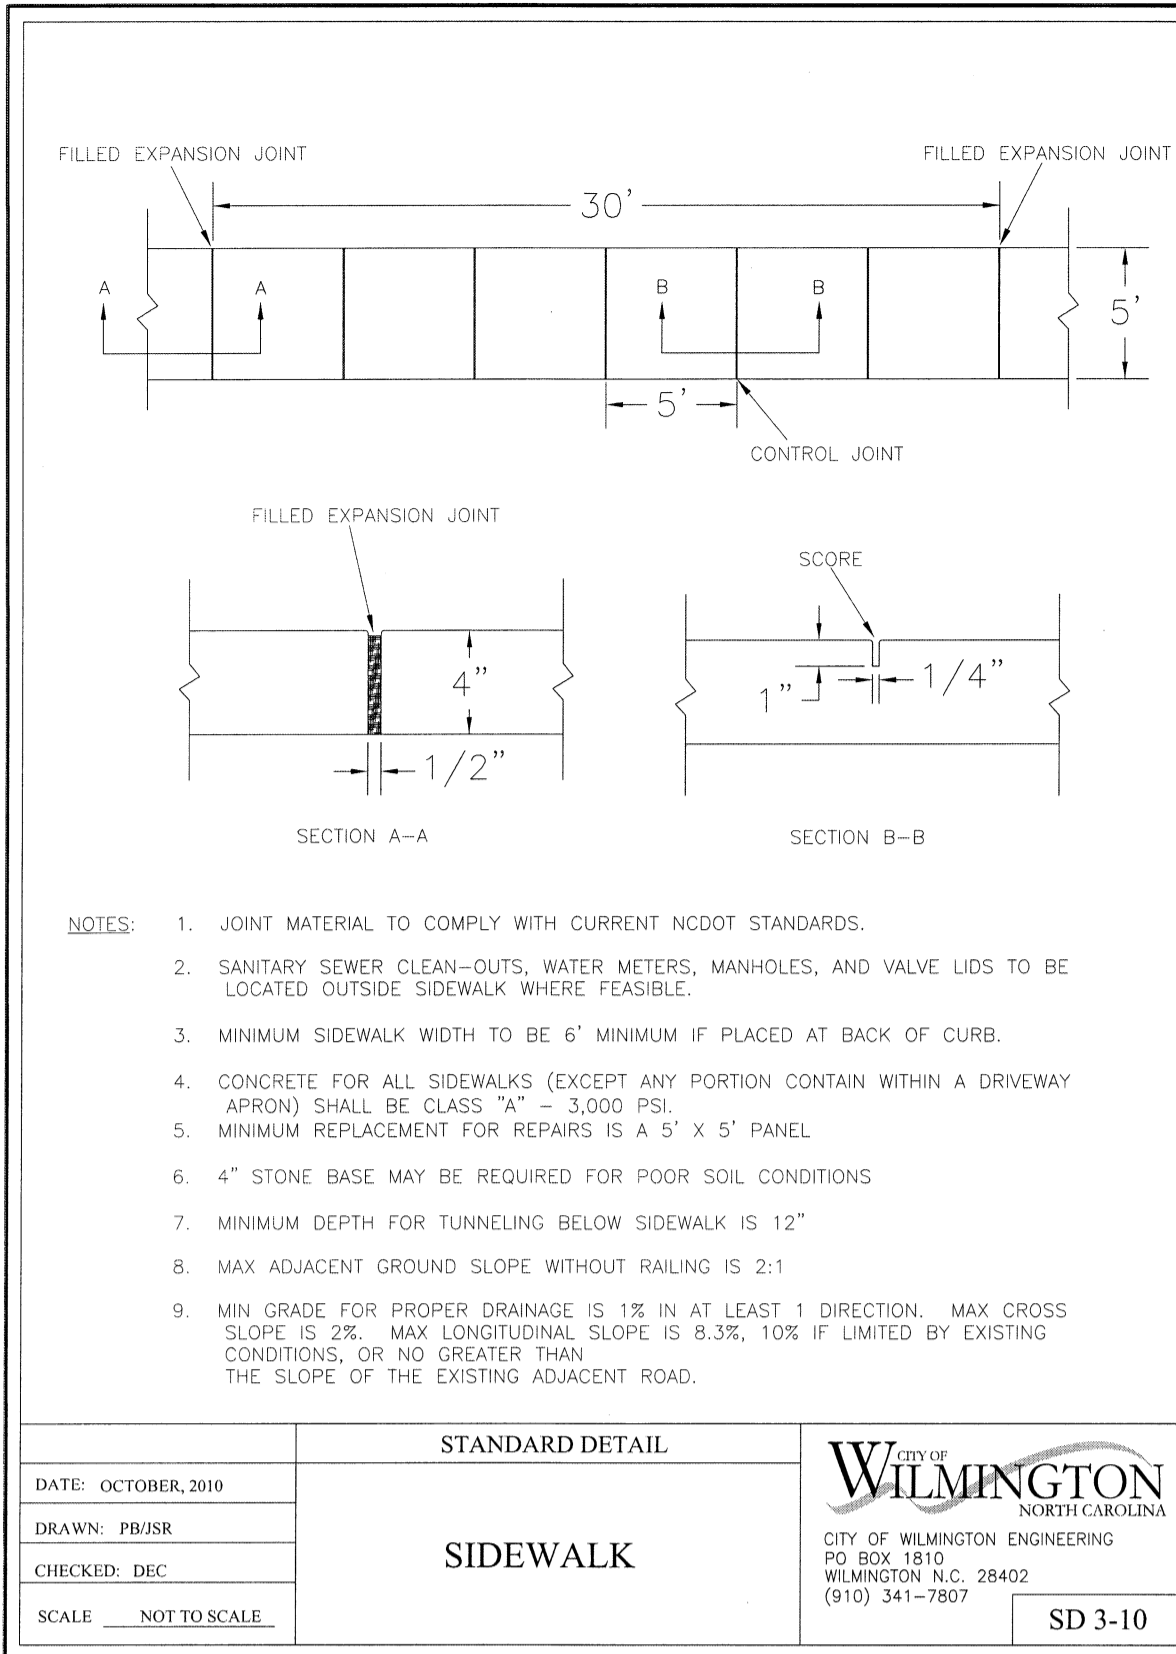 FILLED EXPANSION JOINT
FILLED EXPANSION JOINT
30'
A
A
B
B
5'
5'
CONTROL JOINT
FILLED EXPANSION JOINT
SCORE
4"
1/2"
1"
1/4"
SECTION A-A
SECTION B-B
NOTES:
1. JOINT MATERIAL TO COMPLY WITH CURRENT NCDOT STANDARDS.
2. SANITARY SEWER CLEAN-OUTS, WATER METERS, MANHOLES, AND VALVE LIDS TO BE
LOCATED OUTSIDE SIDEWALK WHERE FEASIBLE.
3. MINIMUM SIDEWALK WIDTH TO BE 6' MINIMUM IF PLACED AT BACK OF CURB.
4. CONCRETE FOR ALL SIDEWALKS (EXCEPT ANY PORTION CONTAIN WITHIN A DRIVEWAY
APRON) SHALL BE CLASS "A" - 3,000 PSI.
5. MINIMUM REPLACEMENT FOR REPAIRS IS A 5' X 5' PANEL
6. 4" STONE BASE MAY BE REQUIRED FOR POOR SOIL CONDITIONS
7. MINIMUM DEPTH FOR TUNNELING BELOW SIDEWALK IS 12"
8. MAX ADJACENT GROUND SLOPE WITHOUT RAILING IS 2:1
9. MIN GRADE FOR PROPER DRAINAGE IS 1% IN AT LEAST 1 DIRECTION. MAX CROSS
SLOPE IS 2%. MAX LONGITUDINAL SLOPE IS 8.3%, 10% IF LIMITED BY EXISTING
CONDITIONS, OR NO GREATER THAN
THE SLOPE OF THE EXISTING ADJACENT ROAD.
DATE: OCTOBER, 2010
DRAWN: PB/JSR
CHECKED: DEC
SCALE NOT TO SCALE
STANDARD DETAIL
SIDEWALK
CITY OF
WILMINGTON
NORTH CAROLINA
CITY OF WILMINGTON ENGINEERING
PO BOX 1810
WILMINGTON N.C. 28402
(910) 341-7807
SD 3-10